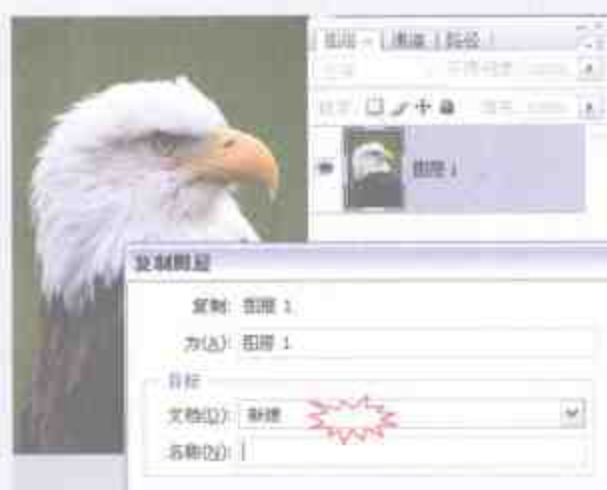 图层 通道 路径
图层 1
复制图层
复制: 图层 1
为(A): 图层 1
目标
文档(D): 新建
名称(N):